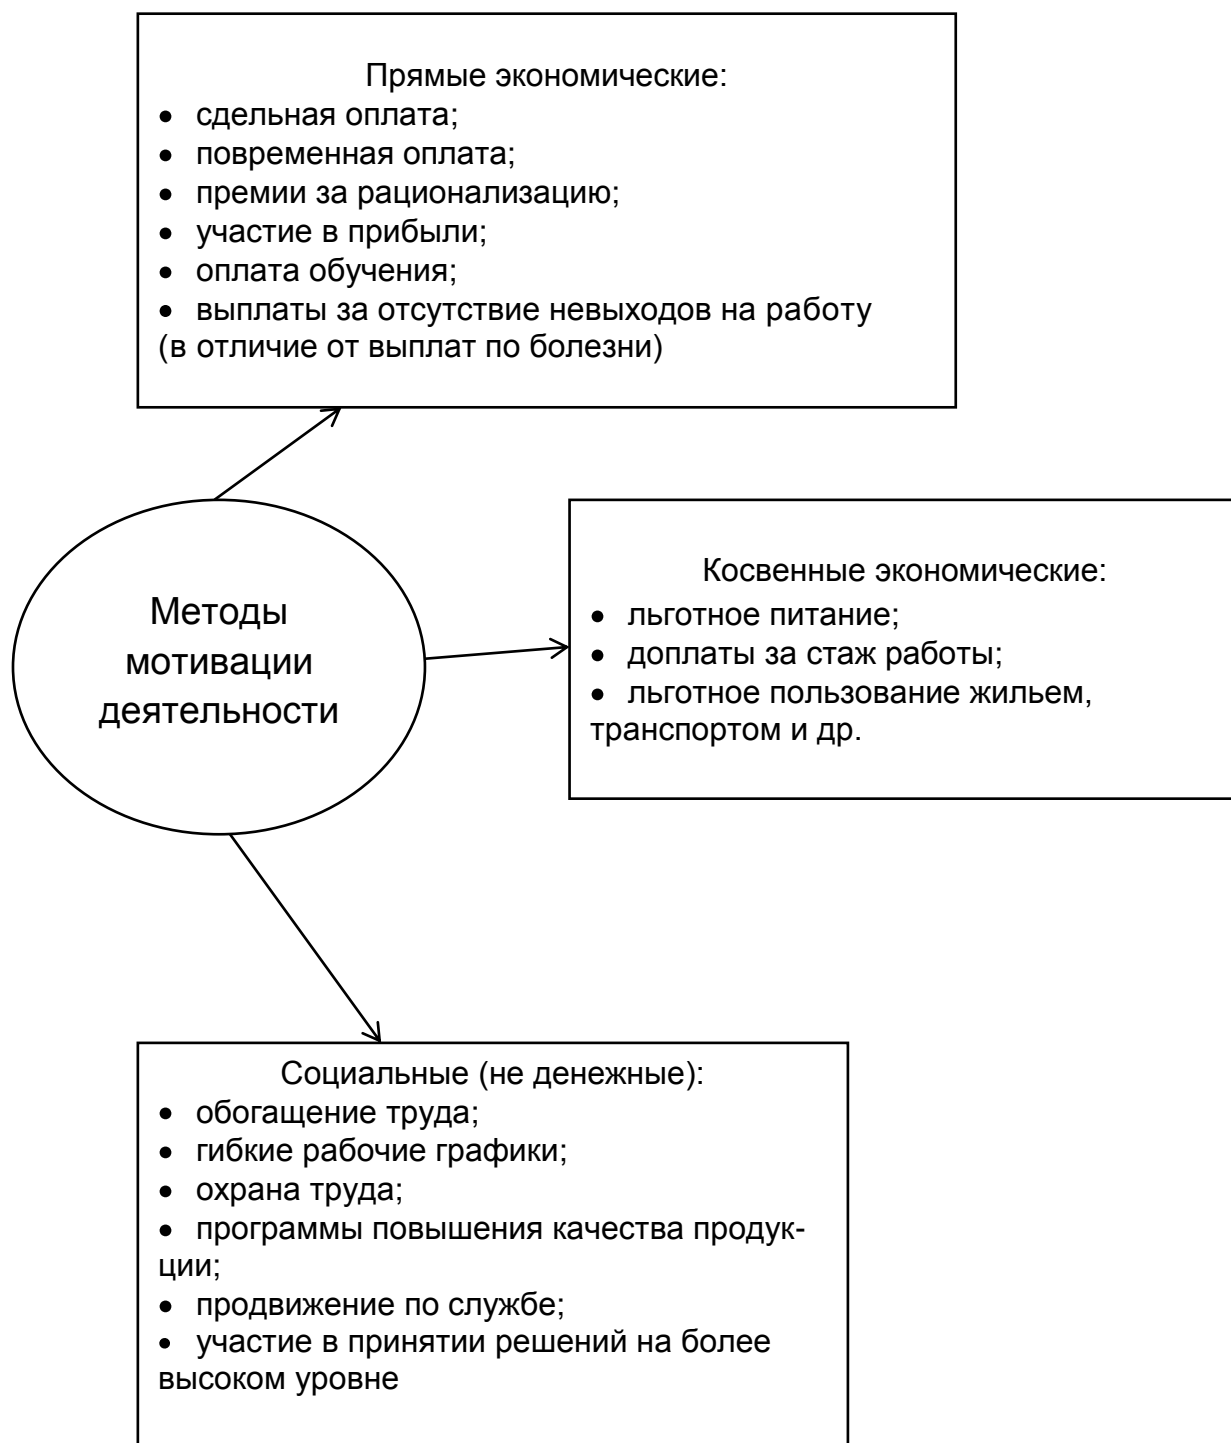 Прямые экономические:
• сдельная оплата;
• повременная оплата;
• премии за рационализацию;
• участие в прибыли;
• оплата обучения;
• выплаты за отсутствие невыходов на работу
(в отличие от выплат по болезни)
Методы
мотивации
деятельности
Косвенные экономические:
• льготное питание;
• доплаты за стаж работы;
• льготное пользование жильем,
транспортом и др.
Социальные (не денежные):
• обогащение труда;
• гибкие рабочие графики;
• охрана труда;
• программы повышения качества продук-
ции;
• продвижение по службе;
• участие в принятии решений на более
высоком уровне